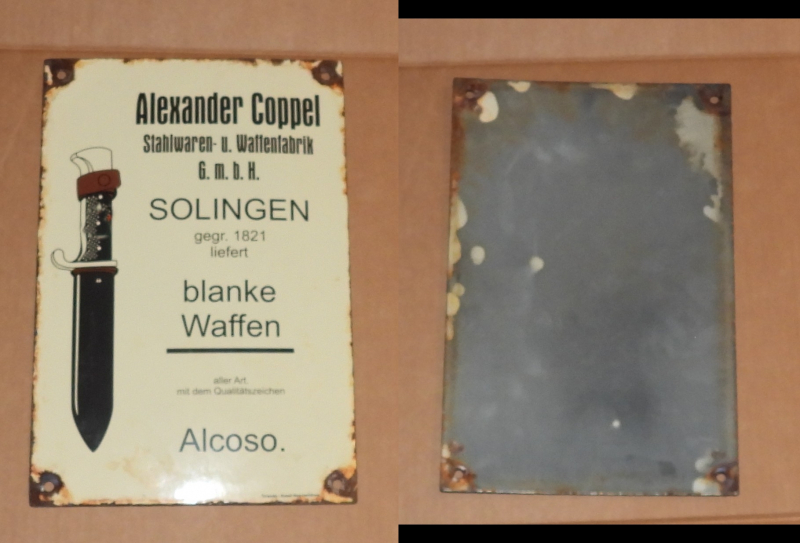 Alexander Coppel
Stahlwaren- u. Waffenfabrik
G. m. b. H.
SOLINGEN
gegr. 1821
liefert
blanke
Waffen
aller Art
mit dem Qualitätszeichen
Alcoso.